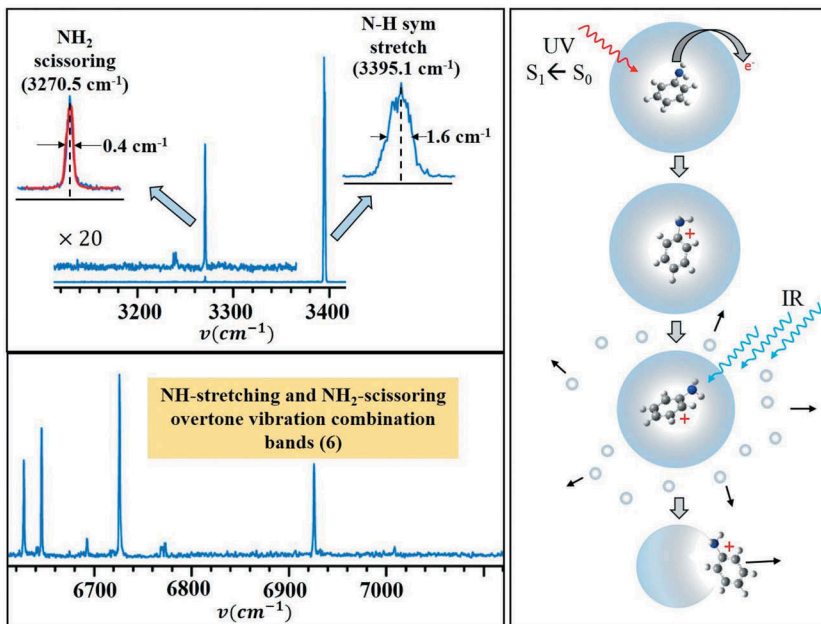 NH₂
scissoring
(3270.5 cm⁻¹)
0.4 cm⁻¹
N-H sym
stretch
(3395.1 cm⁻¹)
1.6 cm⁻¹
× 20
3200 3300 3400
ν(cm⁻¹)
NH-stretching and NH₂-scissoring
overtone vibration combination
bands (6)
6700 6800 6900 7000
ν(cm⁻¹)
UV
S₁ ← S₀
e⁻
+
IR
+
+